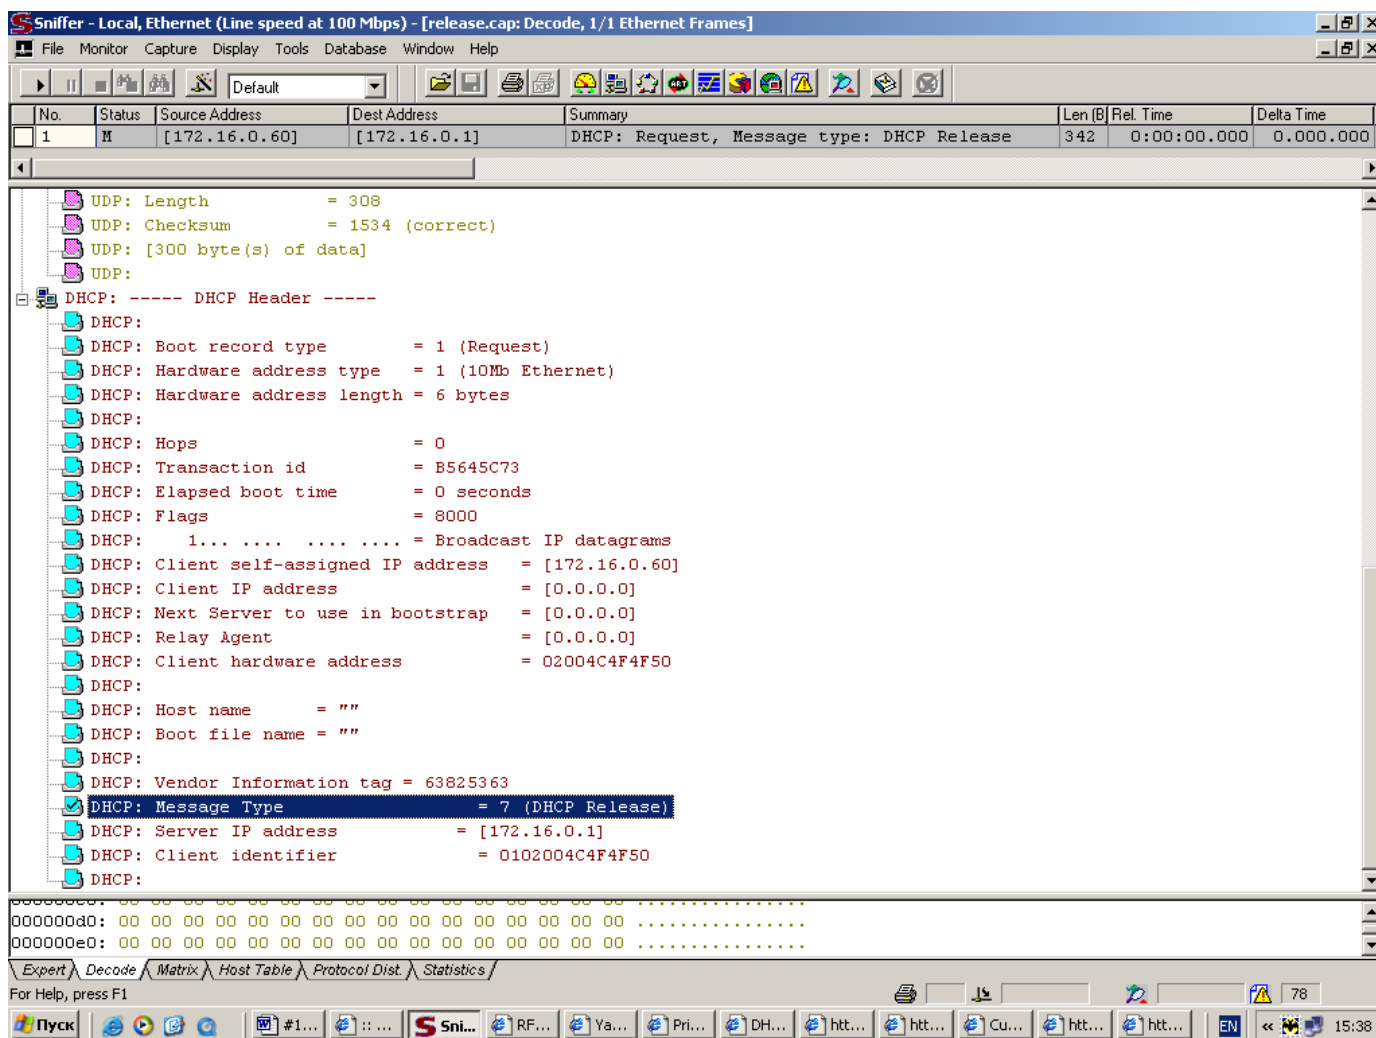 Sniffer - Local, Ethernet (Line speed at 100 Mbps) - [release.cap: Decode, 1/1 Ethernet Frames]
File Monitor Capture Display Tools Database Window Help
Default
No. Status Source Address Dest Address Summary Len (B) Rel. Time Delta Time
1 M [172.16.0.60] [172.16.0.1] DHCP: Request, Message type: DHCP Release 342 0:00:00.000 0.000.000
UDP: Length = 308
UDP: Checksum = 1534 (correct)
UDP: [300 byte(s) of data]
UDP:
DHCP: ----- DHCP Header -----
DHCP:
DHCP: Boot record type = 1 (Request)
DHCP: Hardware address type = 1 (10Mb Ethernet)
DHCP: Hardware address length = 6 bytes
DHCP:
DHCP: Hops = 0
DHCP: Transaction id = B5645C73
DHCP: Elapsed boot time = 0 seconds
DHCP: Flags = 8000
DHCP: 1... .... .... .... = Broadcast IP datagrams
DHCP: Client self-assigned IP address = [172.16.0.60]
DHCP: Client IP address = [0.0.0.0]
DHCP: Next Server to use in bootstrap = [0.0.0.0]
DHCP: Relay Agent = [0.0.0.0]
DHCP: Client hardware address = 02004C4F4F50
DHCP:
DHCP: Host name = ""
DHCP: Boot file name = ""
DHCP:
DHCP: Vendor Information tag = 63825363
DHCP: Message Type = 7 (DHCP Release)
DHCP: Server IP address = [172.16.0.1]
DHCP: Client identifier = 0102004C4F4F50
DHCP:
000000d0: 00 00 00 00 00 00 00 00 00 00 00 00 00 00 00 00 ................
000000e0: 00 00 00 00 00 00 00 00 00 00 00 00 00 00 00 00 ................
Expert Decode Matrix Host Table Protocol Dist. Statistics
For Help, press F1 78
Пуск #1... :: ... Sni... RF... Ya... Pri... DH... htt... htt... Cu... htt... htt... EN « 15:38